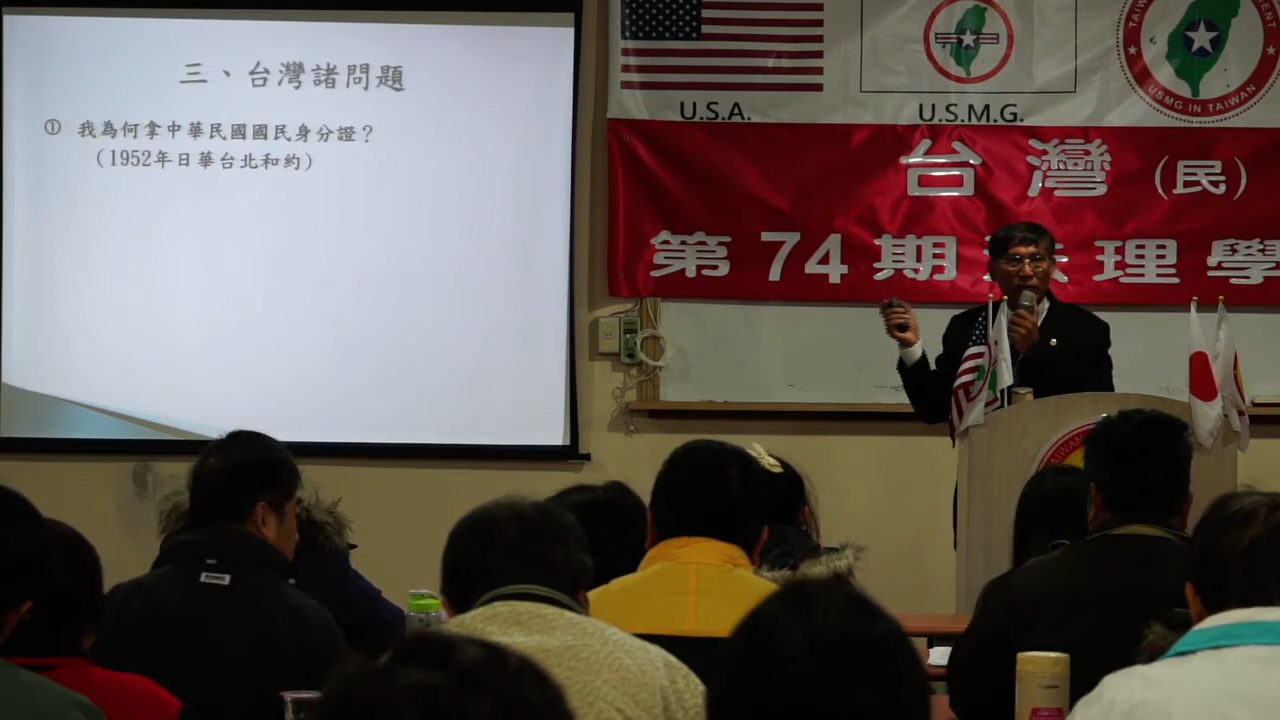 三、台灣諸問題
① 我為何拿中華民國國民身分證？
（1952年日華台北和約）
U.S.A.
U.S.M.G.
USMG IN TAIWAN
台灣（民）
第74期法理學